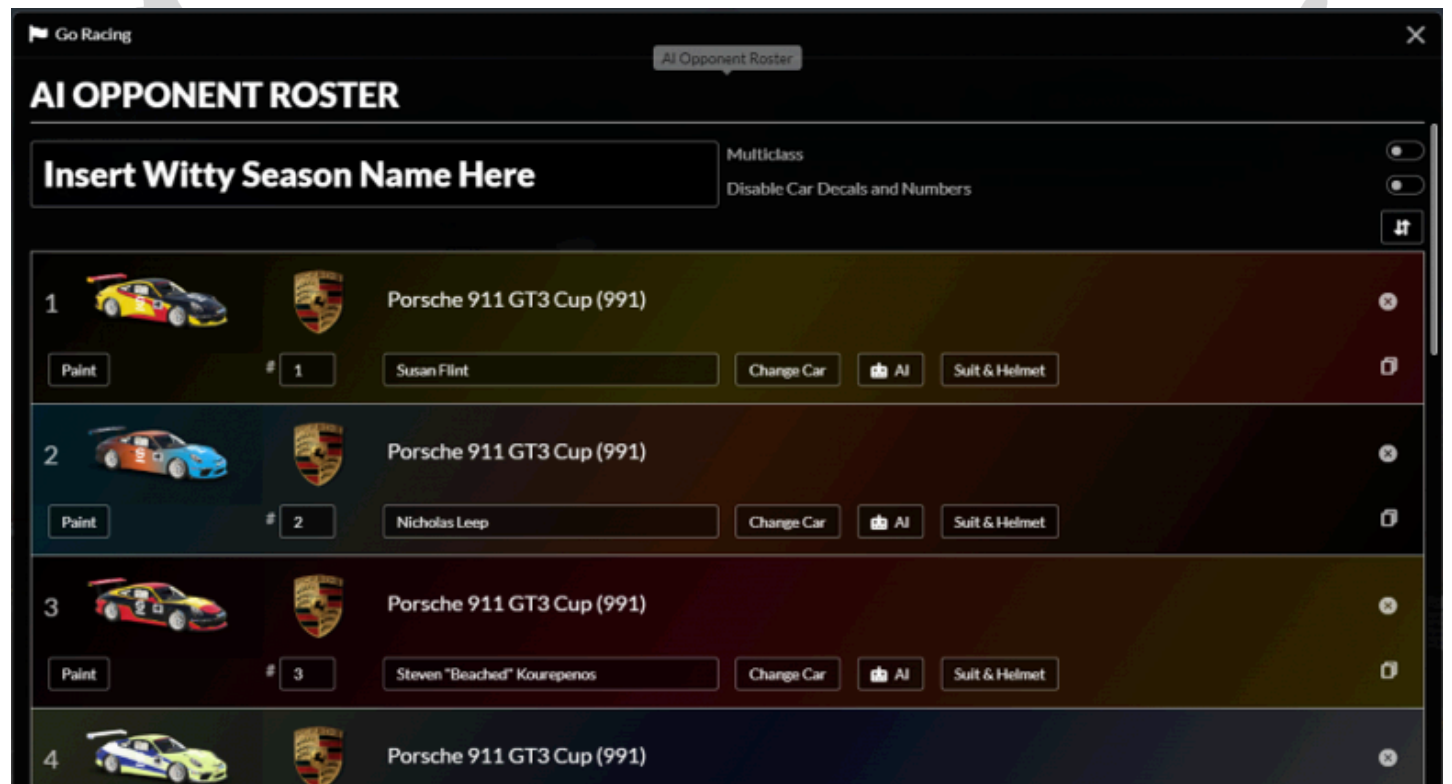 Go Racing
AI Opponent Roster
AI OPPONENT ROSTER
Insert Witty Season Name Here
Multiclass
Disable Car Decals and Numbers
1 Porsche 911 GT3 Cup (991)
Paint # 1 Susan Flint Change Car AI Suit & Helmet
2 Porsche 911 GT3 Cup (991)
Paint # 2 Nicholas Leep Change Car AI Suit & Helmet
3 Porsche 911 GT3 Cup (991)
Paint # 3 Steven "Beached" Kourepenos Change Car AI Suit & Helmet
4 Porsche 911 GT3 Cup (991)